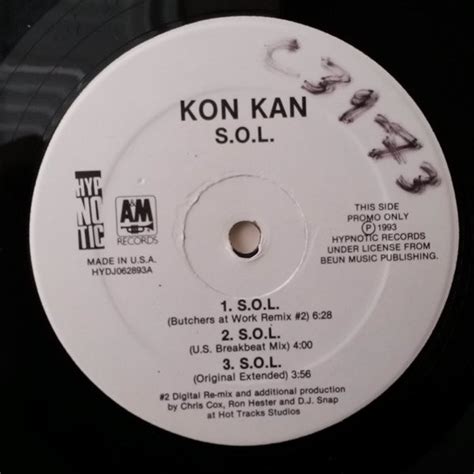 C3973
KON KAN
S.O.L.
HYP
NO
TIC
A&M
RECORDS
MADE IN U.S.A.
HYDJ062893A
THIS SIDE
PROMO ONLY
Ⓟ 1993
HYPNOTIC RECORDS
UNDER LICENSE FROM
BEUN MUSIC PUBLISHING.
1. S.O.L.
(Butchers at Work Remix #2) 6:28
2. S.O.L.
(U.S. Breakbeat Mix) 4:00
3. S.O.L.
(Original Extended) 3:56
#2 Digital Re-mix and additional production
by Chris Cox, Ron Hester and D.J. Snap
at Hot Tracks Studios